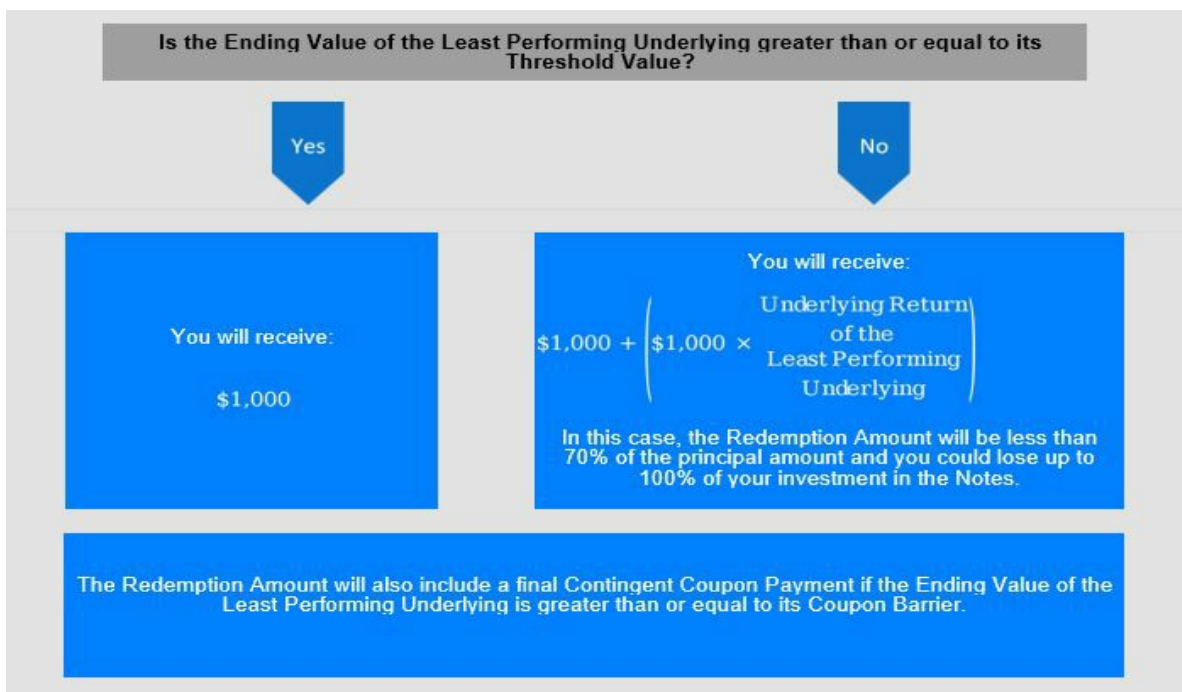 Is the Ending Value of the Least Performing Underlying greater than or equal to its
Threshold Value?
Yes
No
You will receive:
$1,000
You will receive:
$1,000 + ($1,000 × Underlying Return
of the
Least Performing
Underlying)
In this case, the Redemption Amount will be less than
70% of the principal amount and you could lose up to
100% of your investment in the Notes.
The Redemption Amount will also include a final Contingent Coupon Payment if the Ending Value of the
Least Performing Underlying is greater than or equal to its Coupon Barrier.